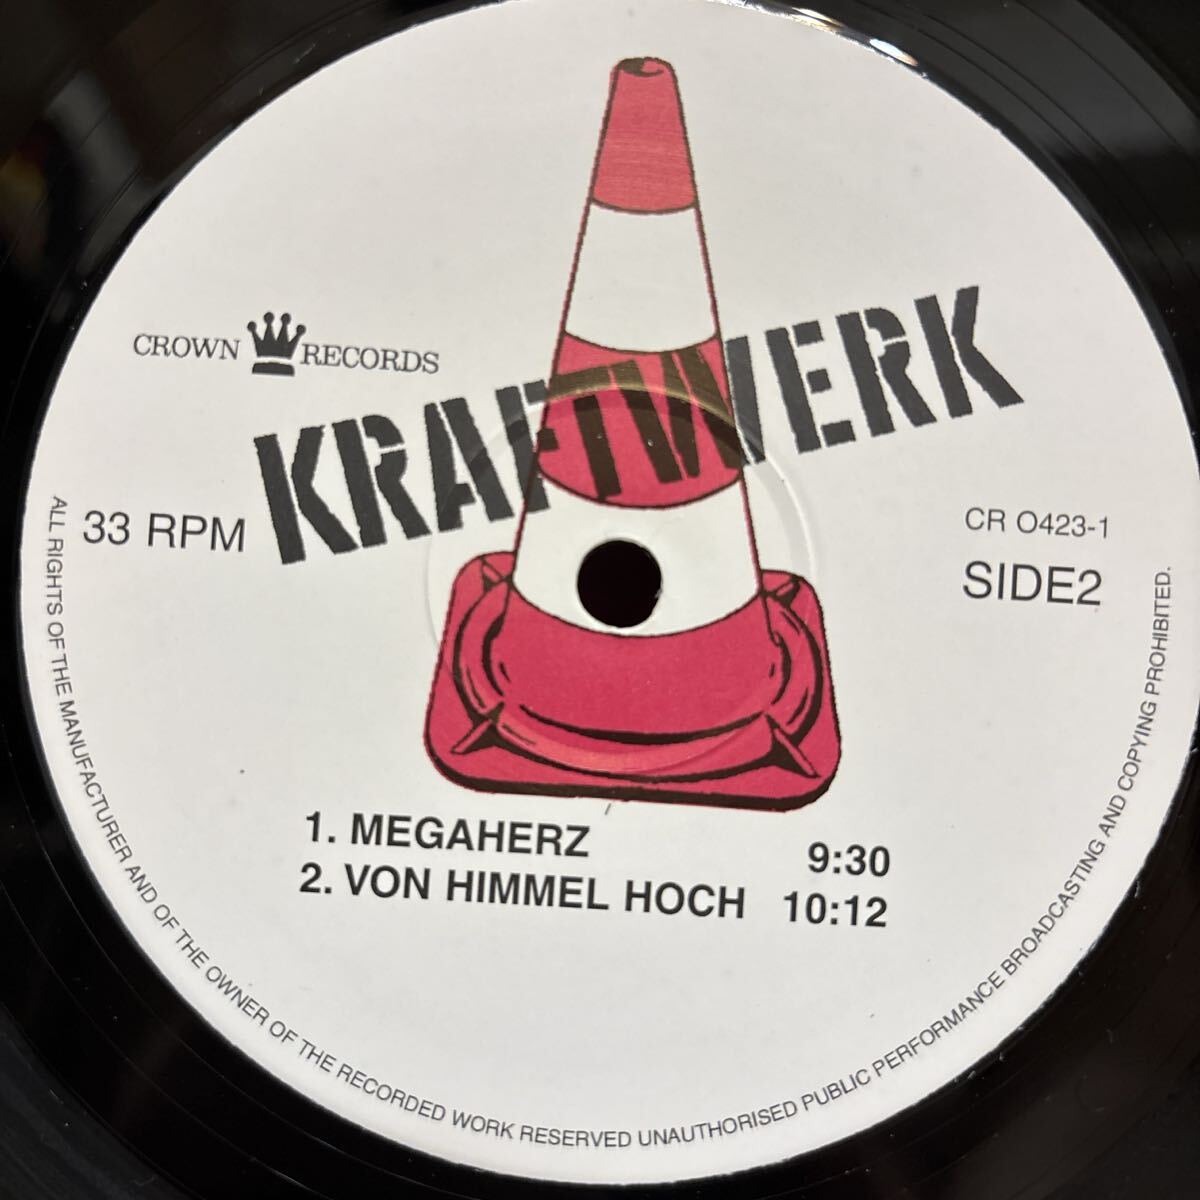 CROWN RECORDS
KRAFTWERK
33 RPM
CR O423-1
SIDE2
1. MEGAHERZ 9:30
2. VON HIMMEL HOCH 10:12
ALL RIGHTS OF THE MANUFACTURER AND OF THE OWNER OF THE RECORDED WORK RESERVED UNAUTHORISED PUBLIC PERFORMANCE BROADCASTING AND COPYING PROHIBITED.